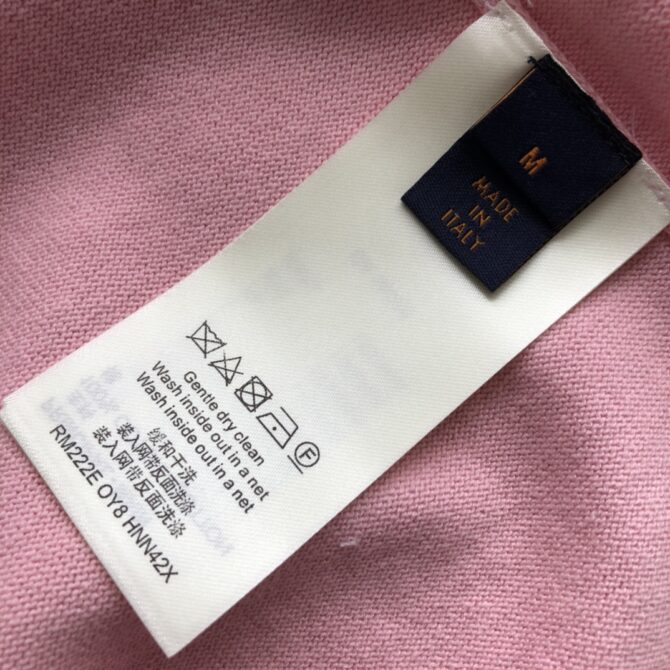 M
MADE
IN
ITALY
F
Gentle dry clean
Wash inside out in a net
Wash inside out in a net
缓和干洗
装入网带反面洗涤
装入网带反面洗涤
RM222E OY8 HNN42X